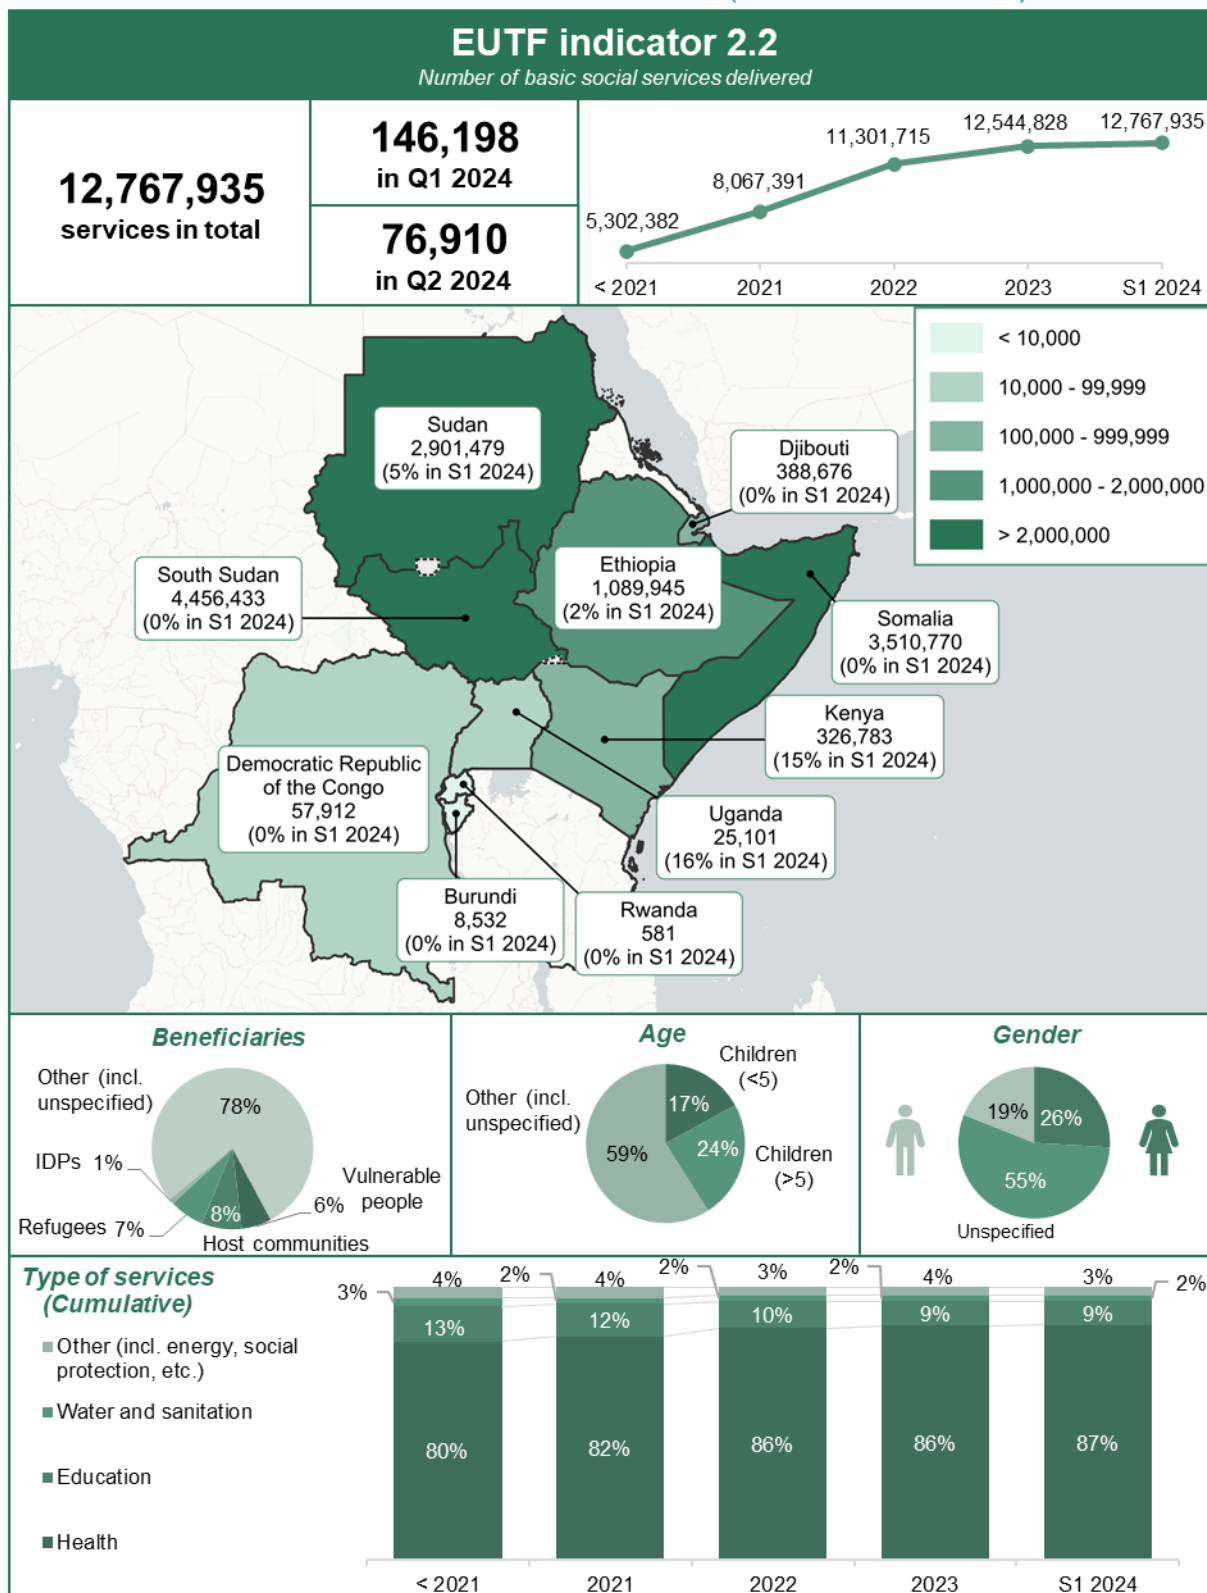 EUTF indicator 2.2
Number of basic social services delivered
12,767,935
services in total
146,198
in Q1 2024
76,910
in Q2 2024
5,302,382
8,067,391
11,301,715
12,544,828
12,767,935
< 2021
2021
2022
2023
S1 2024
< 10,000
10,000 - 99,999
100,000 - 999,999
1,000,000 - 2,000,000
> 2,000,000
Sudan
2,901,479
(5% in S1 2024)
Djibouti
388,676
(0% in S1 2024)
South Sudan
4,456,433
(0% in S1 2024)
Ethiopia
1,089,945
(2% in S1 2024)
Somalia
3,510,770
(0% in S1 2024)
Kenya
326,783
(15% in S1 2024)
Democratic Republic
of the Congo
57,912
(0% in S1 2024)
Uganda
25,101
(16% in S1 2024)
Burundi
8,532
(0% in S1 2024)
Rwanda
581
(0% in S1 2024)
Beneficiaries
Other (incl.
unspecified)
78%
IDPs 1%
Refugees 7%
8%
Host communities
6%
Vulnerable
people
Age
Children
(<5)
17%
Other (incl.
unspecified)
59%
24%
Children
(>5)
Gender
19%
26%
55%
Unspecified
Type of services
(Cumulative)
Other (incl. energy, social
protection, etc.)
Water and sanitation
Education
Health
3%
4%
2%
4%
2%
3%
2%
4%
3%
2%
13%
12%
10%
9%
9%
80%
82%
86%
86%
87%
< 2021
2021
2022
2023
S1 2024